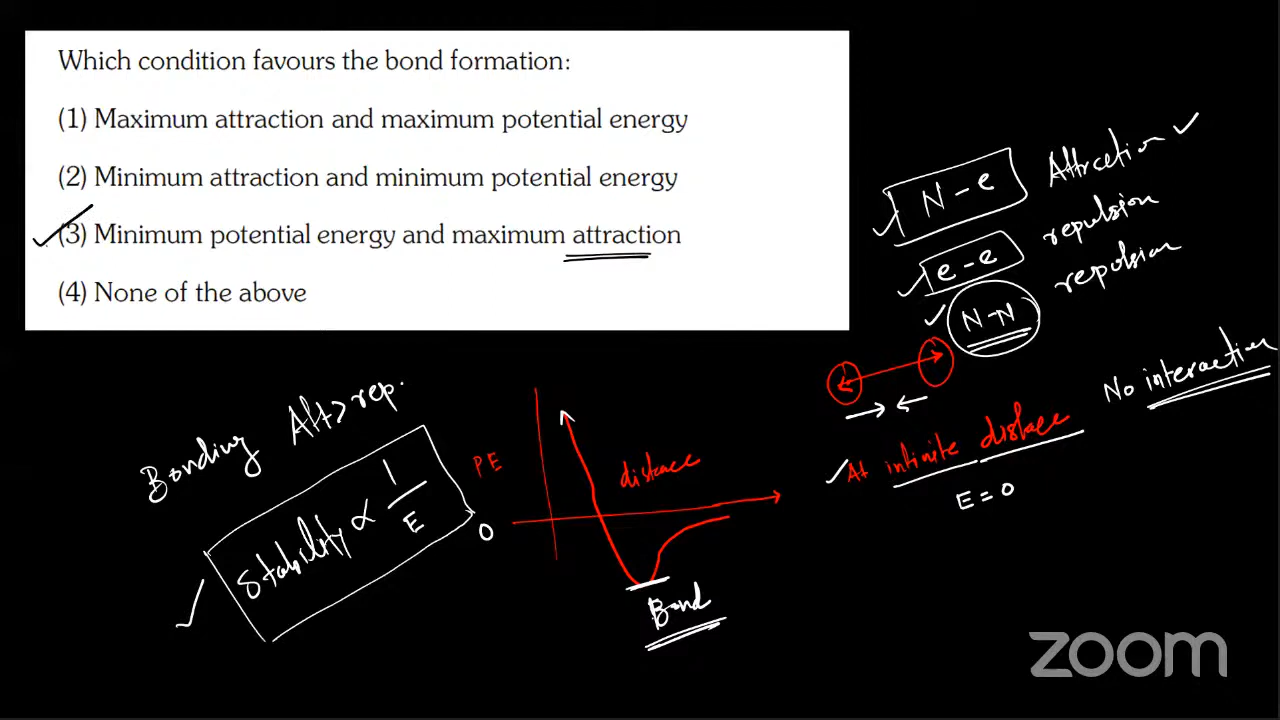 Which condition favours the bond formation:
(1) Maximum attraction and maximum potential energy
(2) Minimum attraction and minimum potential energy
(3) Minimum potential energy and maximum attraction
(4) None of the above
N-e Attraction
e-e repulsion
N-N repulsion
No interaction
At infinite distace
E=0
Bonding Att>rep.
Stability ∝ 1/E
PE
distace
0
Bond
zoom